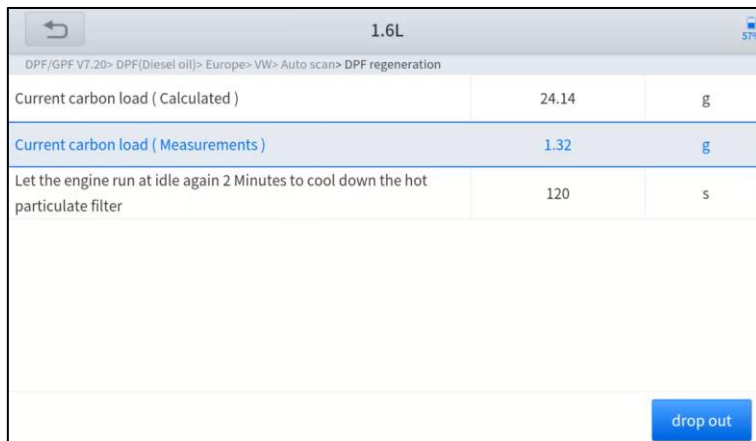 1.6L
57%
DPF/GPF V7.20> DPF(Diesel oil)> Europe> VW> Auto scan> DPF regeneration
Current carbon load ( Calculated ) 24.14 g
Current carbon load ( Measurements ) 1.32 g
Let the engine run at idle again 2 Minutes to cool down the hot
particulate filter 120 s
drop out